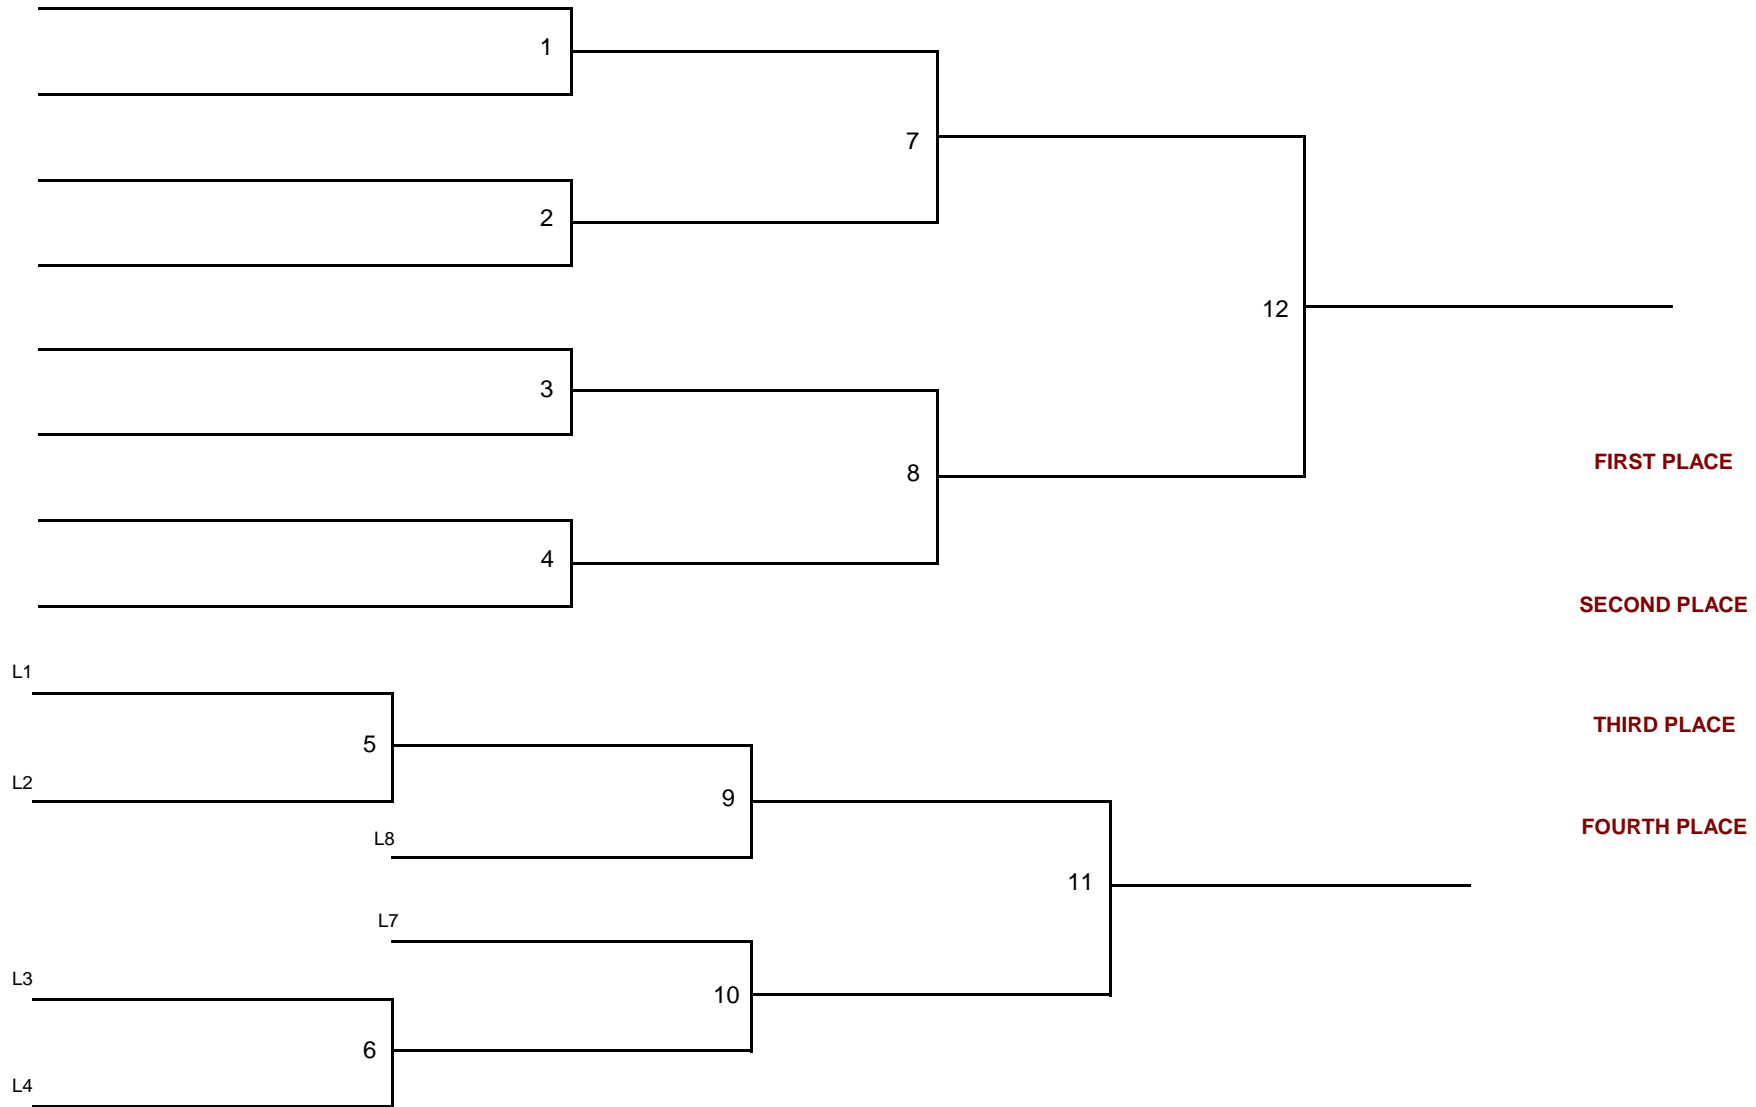 1
7
2
12
3
FIRST PLACE
8
4
SECOND PLACE
L1
THIRD PLACE
5
L2
9
FOURTH PLACE
L8
11
L7
L3
10
6
L4